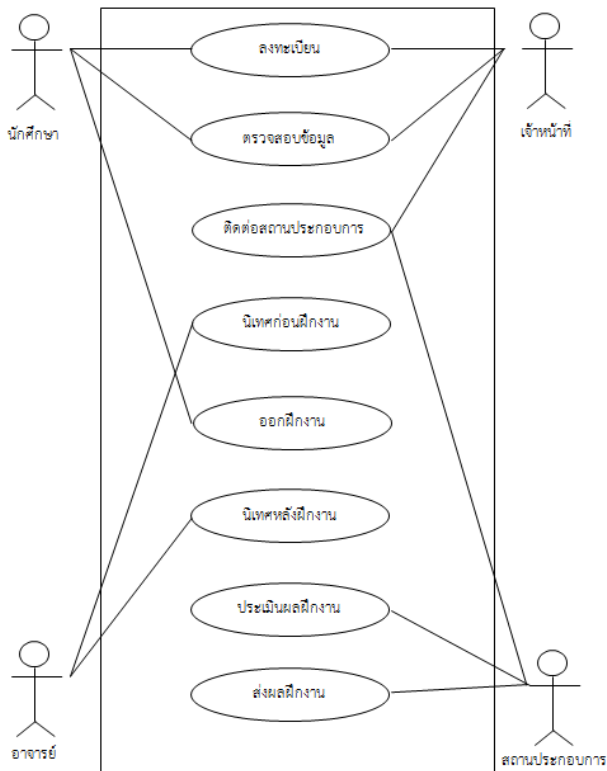 ลงทะเบียน
นักศึกษา
เจ้าหน้าที่
ตรวจสอบข้อมูล
ติดต่อสถานประกอบการ
นิเทศก่อนฝึกงาน
ออกฝึกงาน
นิเทศหลังฝึกงาน
ประเมินผลฝึกงาน
ส่งผลฝึกงาน
อาจารย์
สถานประกอบการ